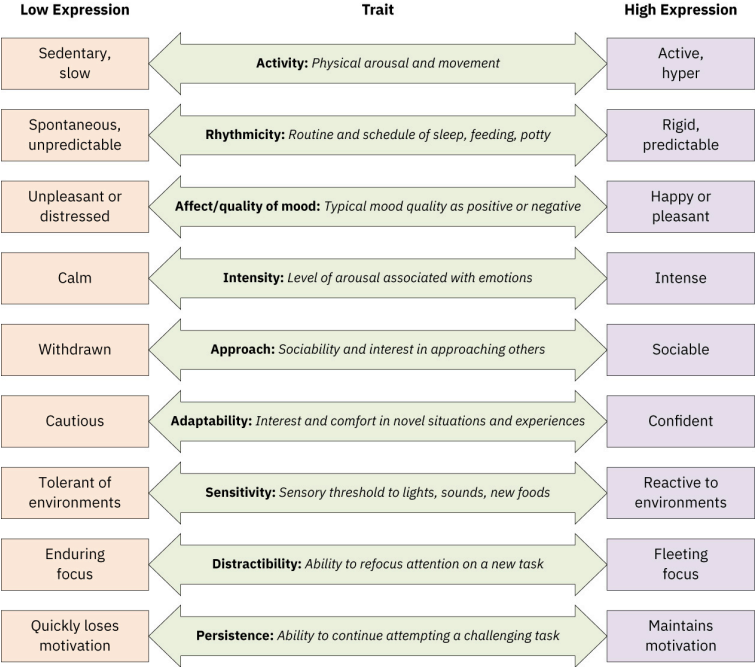 Low Expression
Trait
High Expression
Sedentary,
slow
Activity: Physical arousal and movement
Active,
hyper
Spontaneous,
unpredictable
Rhythmicity: Routine and schedule of sleep, feeding, potty
Rigid,
predictable
Unpleasant or
distressed
Affect/quality of mood: Typical mood quality as positive or negative
Happy or
pleasant
Calm
Intensity: Level of arousal associated with emotions
Intense
Withdrawn
Approach: Sociability and interest in approaching others
Sociable
Cautious
Adaptability: Interest and comfort in novel situations and experiences
Confident
Tolerant of
environments
Sensitivity: Sensory threshold to lights, sounds, new foods
Reactive to
environments
Enduring
focus
Distractibility: Ability to refocus attention on a new task
Fleeting
focus
Quickly loses
motivation
Persistence: Ability to continue attempting a challenging task
Maintains
motivation